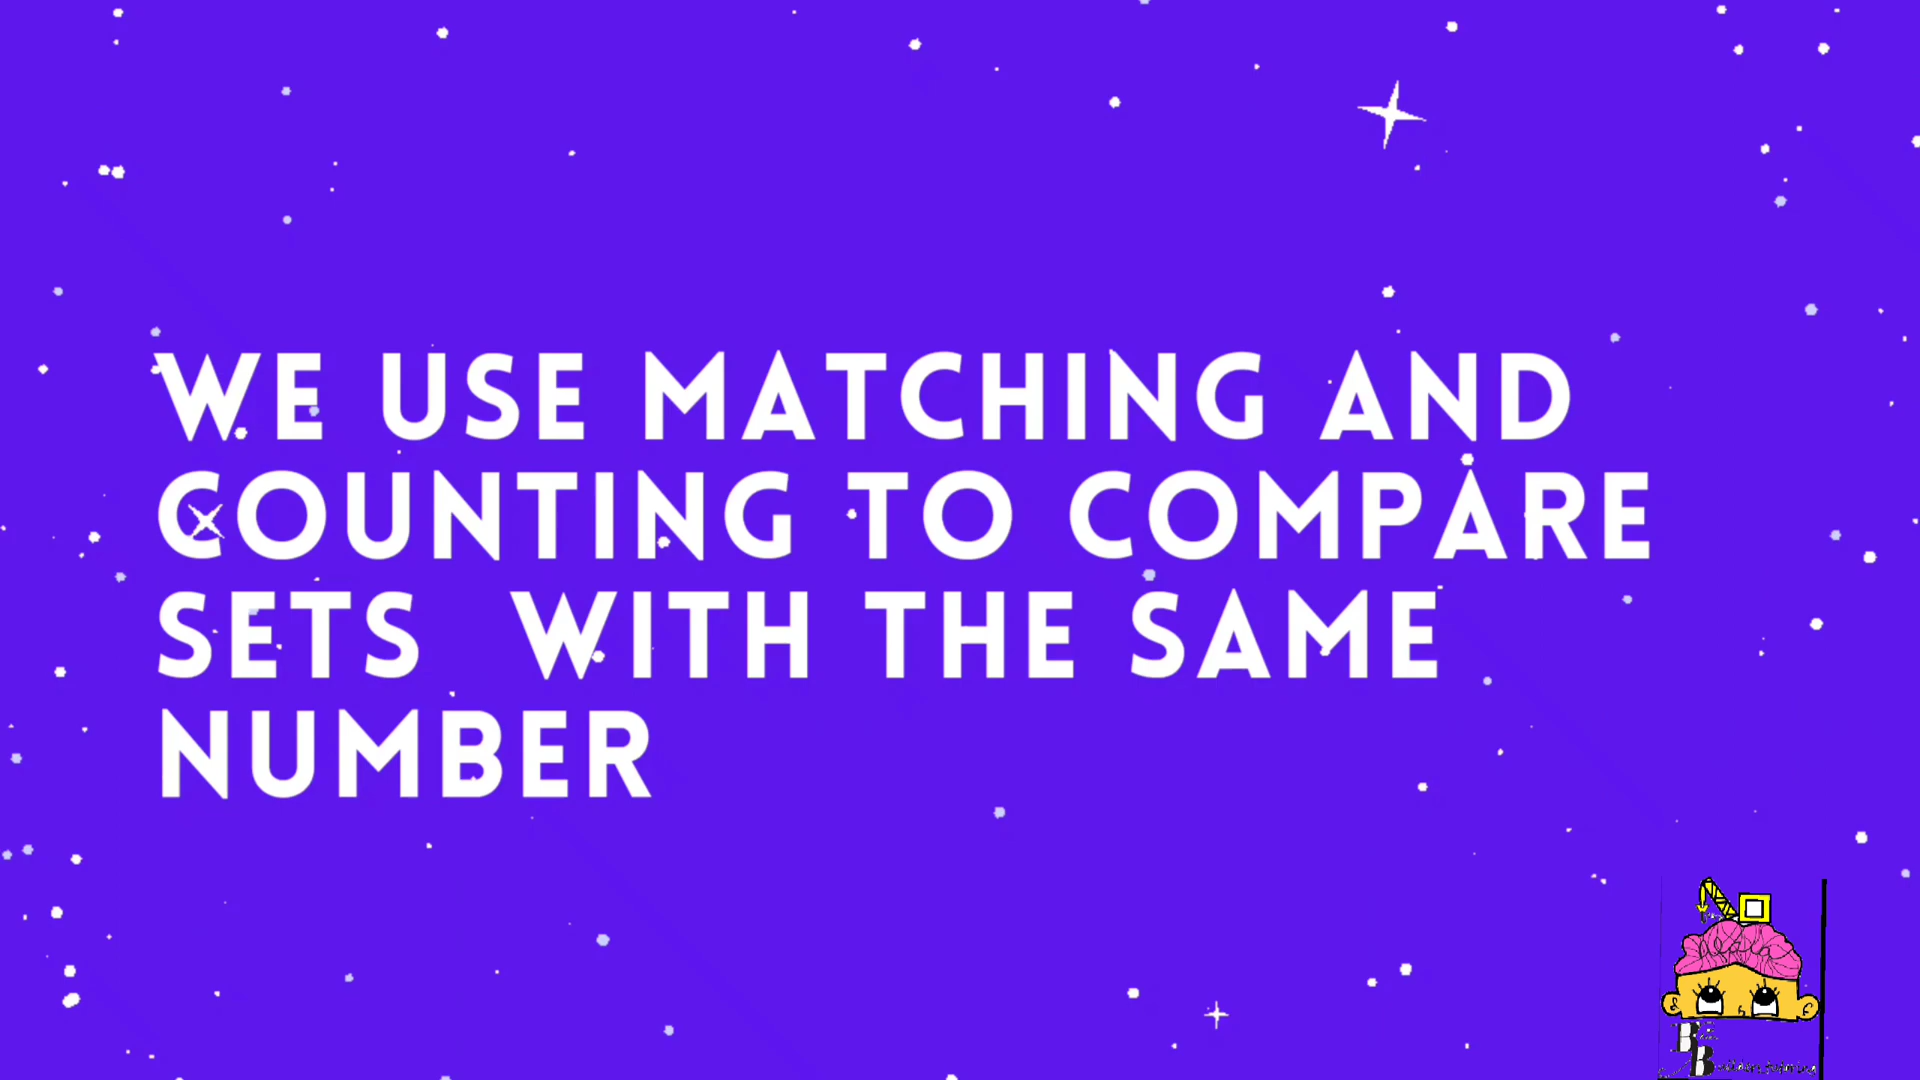 WE USE MATCHING AND
COUNTING TO COMPARE
SETS WITH THE SAME
NUMBER